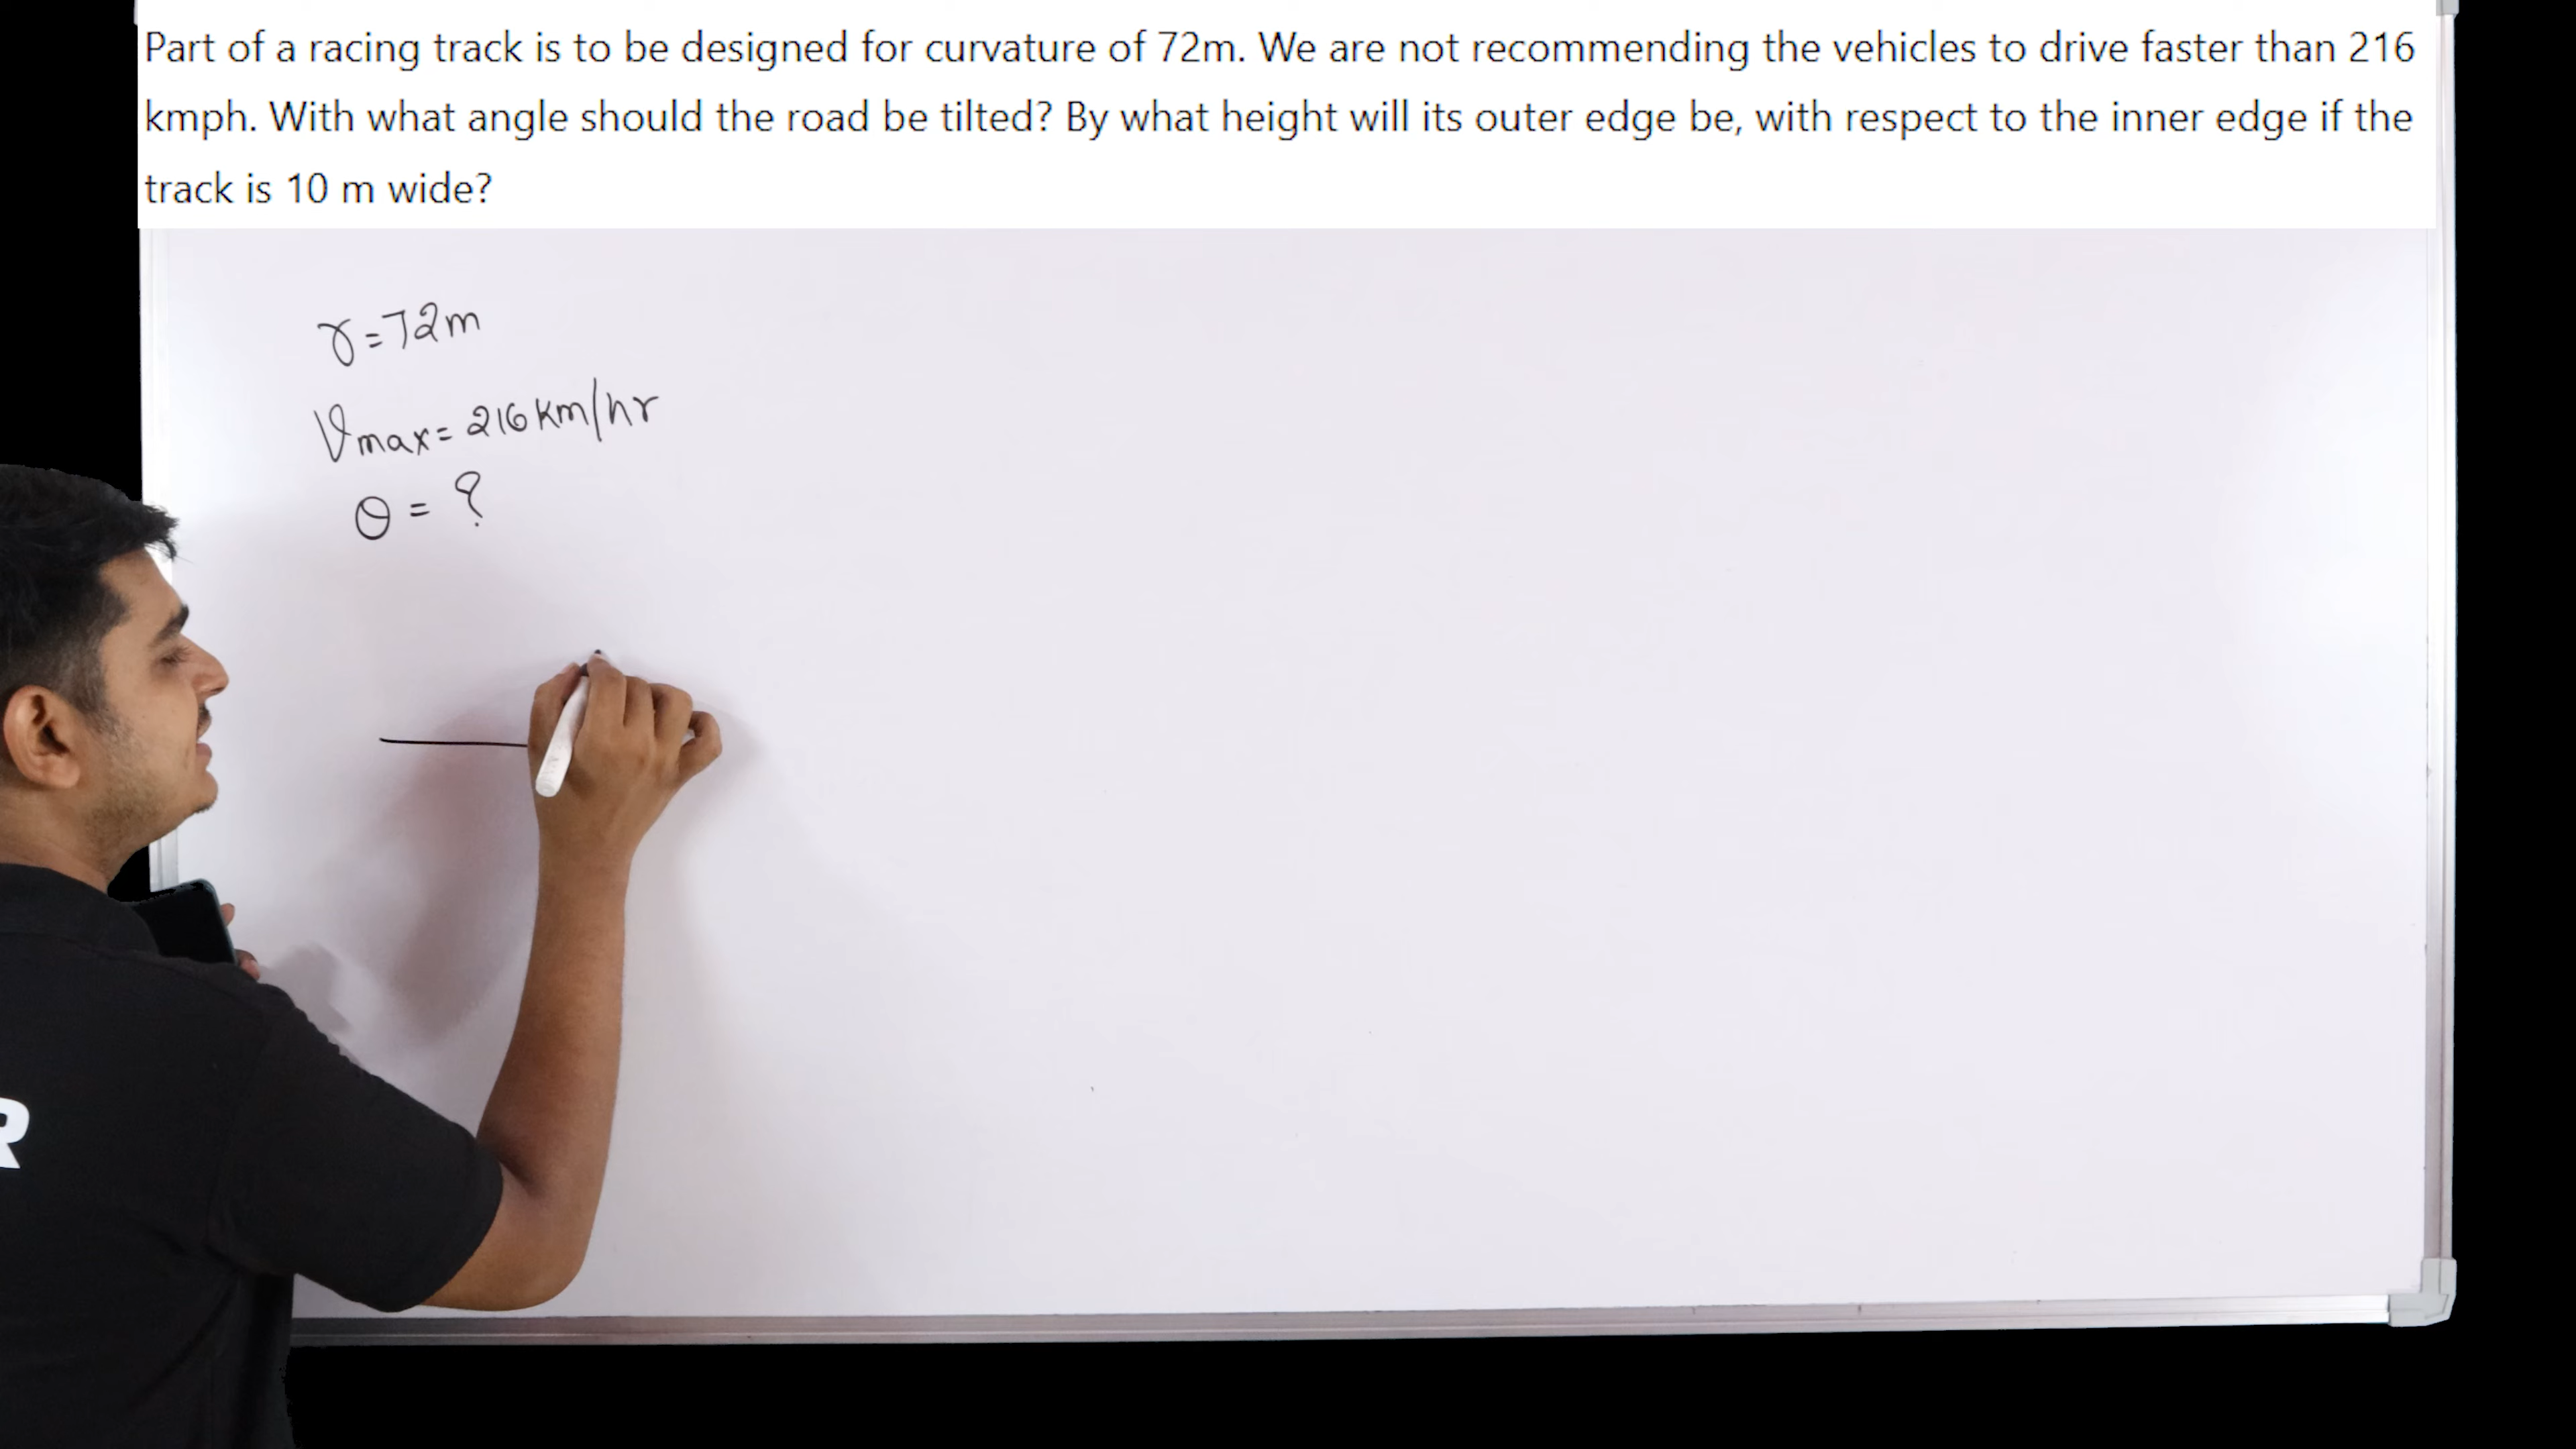 Part of a racing track is to be designed for curvature of 72m. We are not recommending the vehicles to drive faster than 216
kmph. With what angle should the road be tilted? By what height will its outer edge be, with respect to the inner edge if the
track is 10 m wide?
r=72m
Vmax=216km/hr
θ = ?
R